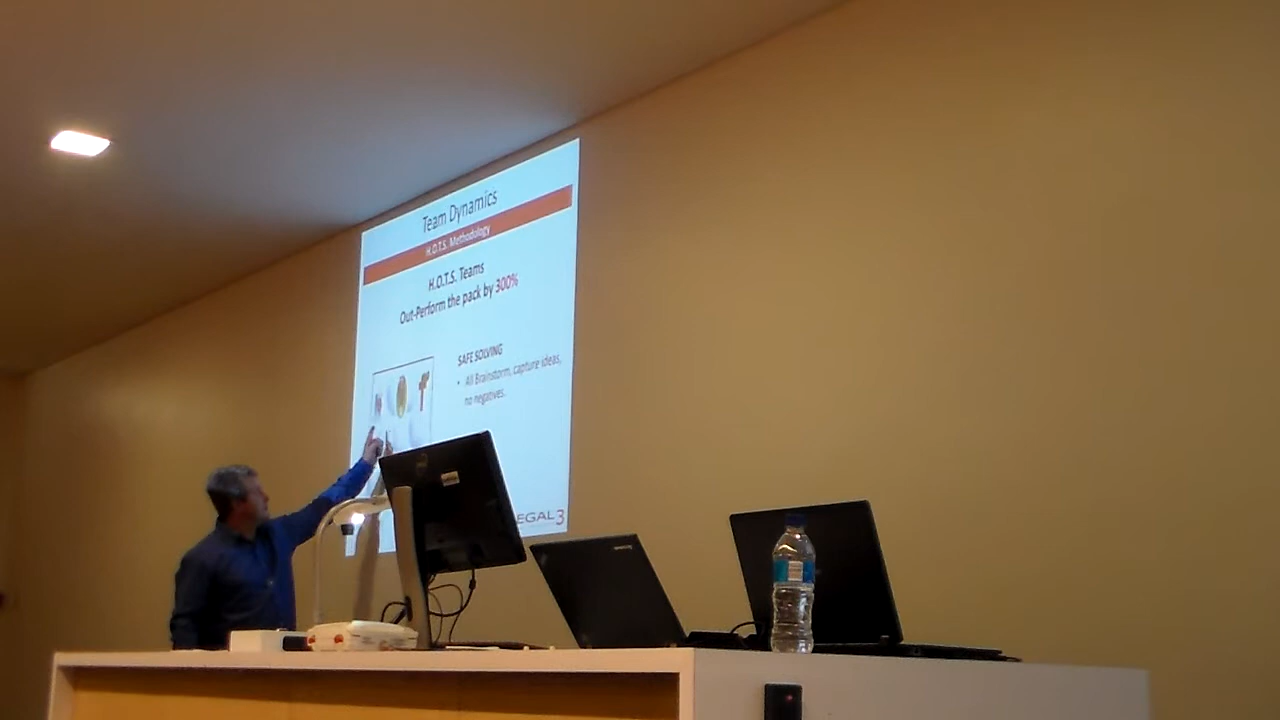 Team Dynamics
H.O.T.S. Methodology
H.O.T.S. Teams
Out-Perform the pack by 300%
SAFE SOLVING
• All Brainstorm, capture ideas,
no negatives.
EGAL3